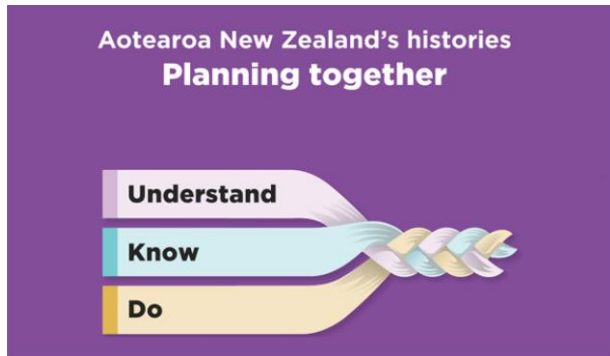 Aotearoa New Zealand's histories
Planning together
Understand
Know
Do